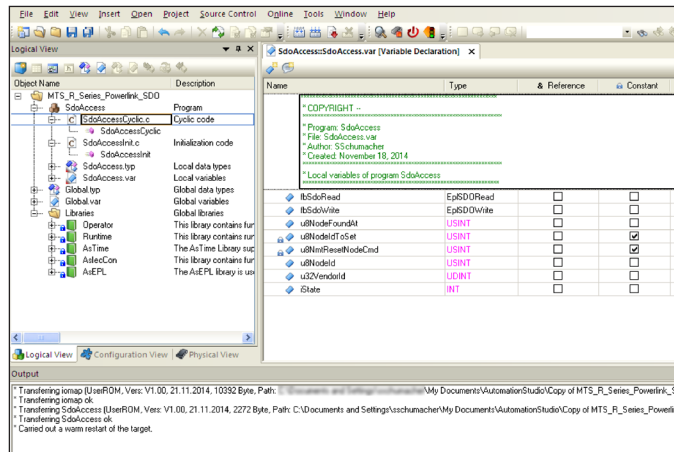 File Edit View Insert Open Project Source Control Online Tools Window Help
Logical View
SdoAccess::SdoAccess.var [Variable Declaration]
Object Name Description
MTS_R_Series_Powerlink_SDO
SdoAccess Program
SdoAccessCyclic.c Cyclic code
SdoAccessCyclic
SdoAccessInit.c Initialization code
SdoAccessInit
SdoAccess.typ Local data types
SdoAccess.var Local variables
Global.typ Global data types
Global.var Global variables
Libraries Global libraries
Operator This library contains fur
Runtime This library contains fur
AsTime The AsTime Library sup
AsIecCon This library contains fur
AsEPL The AsEPL library is us
Logical View Configuration View Physical View
Name Type & Reference Constant
* COPYRIGHT --
* Program: SdoAccess
* File: SdoAccess.var
* Author: SSchumacher
* Created: November 18, 2014
* Local variables of program SdoAccess
fbSdoRead EplSDORead
fbSdoWrite EplSDOWrite
u8NodeFoundAt USINT
u8NodeIdToSet USINT
u8NmtResetNodeCmd USINT
u8NodeId USINT
u32VendorId UDINT
iState INT
Output
* Transferring iomap (UserROM, Vers: V1.00, 21.11.2014, 10392 Byte, Path: \My Documents\AutomationStudio\Copy of MTS_R_Series_Powerlink_S
* Transferring iomap ok
* Transferring SdoAccess (UserROM, Vers: V1.00, 21.11.2014, 2272 Byte, Path: C:\Documents and Settings\sschumacher\My Documents\AutomationStudio\Copy of MTS_R_Series_Powerli
* Transferring SdoAccess ok
* Carried out a warm restart of the target.